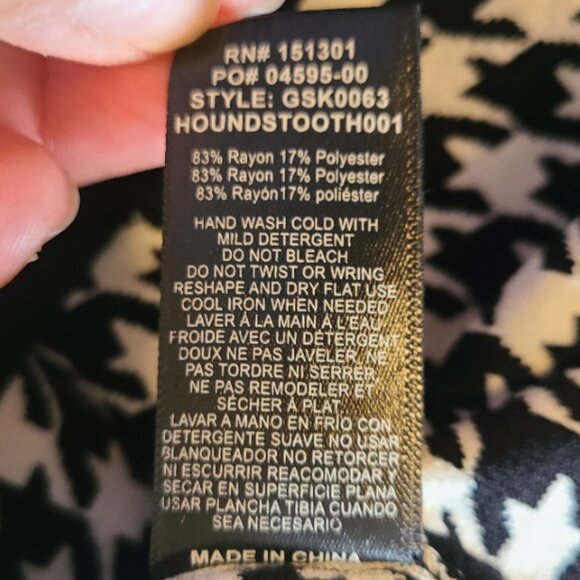 RN# 151301
PO# 04595-00
STYLE: GSK0063
HOUNDSTOOTH001
83% Rayon 17% Polyester
83% Rayon 17% Polyester
83% Rayón17% poliéster
HAND WASH COLD WITH
MILD DETERGENT
DO NOT BLEACH
DO NOT TWIST OR WRING
RESHAPE AND DRY FLAT USE
COOL IRON WHEN NEEDED
LAVER À LA MAIN À L'EAU
FROIDE AVEC UN DÉTERGENT
DOUX NE PAS JAVELER, NE
PAS TORDRE NI SERRER
NE PAS REMODELER ET
SÉCHER À PLAT
LAVAR A MANO EN FRÍO CON
DETERGENTE SUAVE NO USAR
BLANQUEADOR NO RETORCER
NI ESCURRIR REACOMODAR Y
SECAR EN SUPERFICIE PLANA
USAR PLANCHA TIBIA CUANDO
SEA NECESARIO
MADE IN CHINA